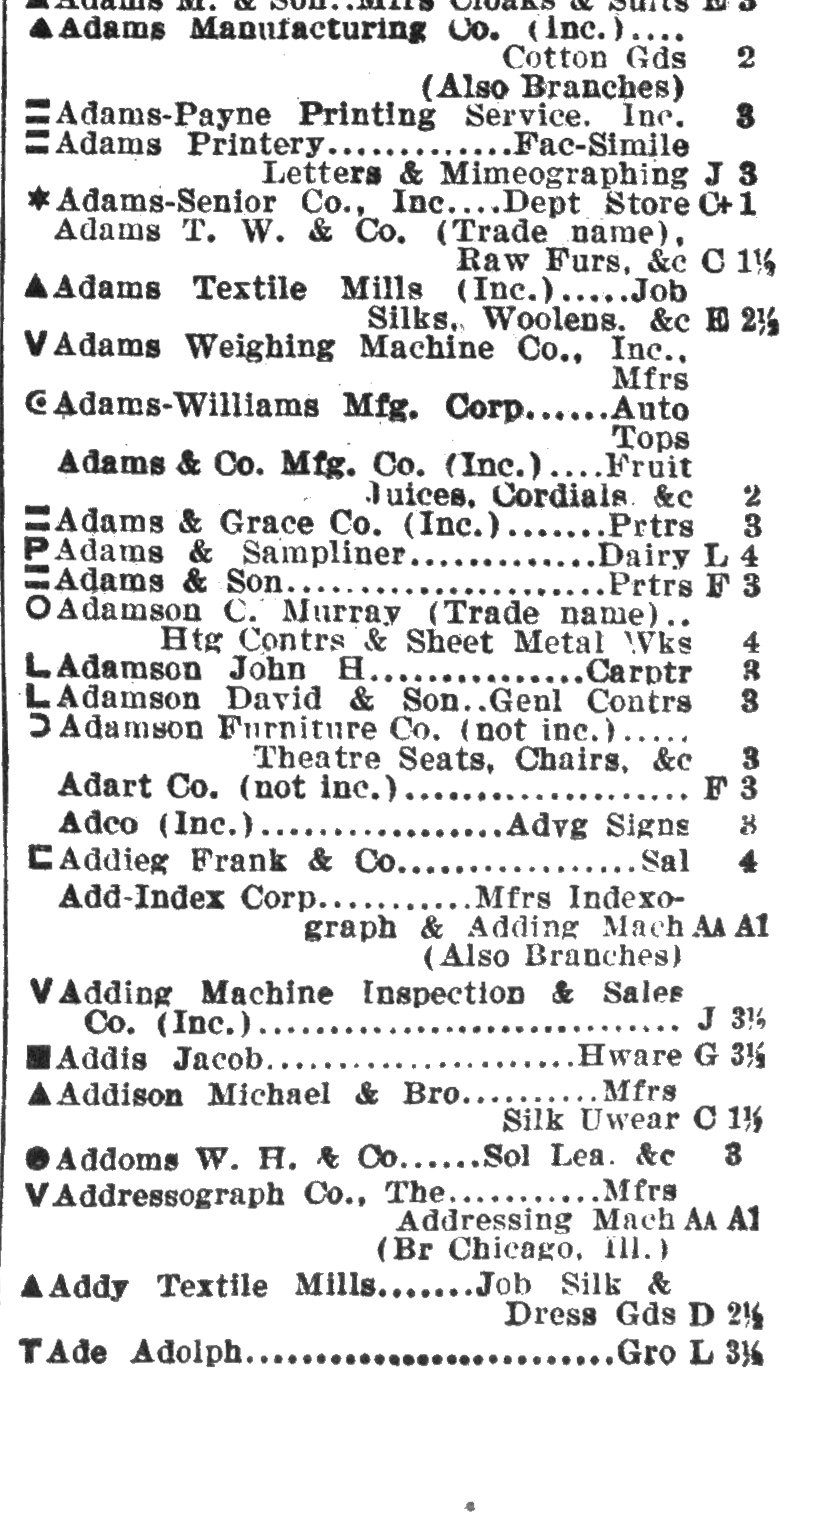 ▲Adams M. & Son..Mfrs Cloaks & Suits E 3
▲Adams Manufacturing Co. (Inc.)....
Cotton Gds 2
(Also Branches)
Adams-Payne Printing Service. Inc. 3
Adams Printery.............Fac-Simile
Letters & Mimeographing J 3
✶Adams-Senior Co., Inc....Dept Store C+1
Adams T. W. & Co. (Trade name),
Raw Furs, &c C 1½
▲Adams Textile Mills (Inc.).....Job
Silks, Woolens. &c E 2½
VAdams Weighing Machine Co., Inc.,
Mfrs
Adams-Williams Mfg. Corp......Auto
Tops
Adams & Co. Mfg. Co. (Inc.)....Fruit
Juices, Cordials &c 2
Adams & Grace Co. (Inc.).......Prtrs 3
PAdams & Sampliner.............Dairy L 4
Adams & Son......................Prtrs F 3
OAdamson C. Murray (Trade name)..
Htg Contrs & Sheet Metal Wks 4
LAdamson John H...............Carptr 3
LAdamson David & Son..Genl Contrs 3
Adamson Furniture Co. (not inc.).....
Theatre Seats, Chairs, &c 3
Adart Co. (not inc.).................... F 3
Adco (Inc.).................Advg Signs 3
Addieg Frank & Co.................Sal 4
Add-Index Corp...........Mfrs Indexo-
graph & Adding Mach AA A1
(Also Branches)
VAdding Machine Inspection & Sales
Co. (Inc.)............................. J 3½
■Addis Jacob......................Hware G 3½
▲Addison Michael & Bro..........Mfrs
Silk Uwear C 1½
●Addoms W. H. & Co......Sol Lea. &c 3
VAddressograph Co., The...........Mfrs
Addressing Mach AA A1
(Br Chicago, Ill.)
▲Addy Textile Mills.......Job Silk &
Dress Gds D 2½
TAde Adolph..........................Gro L 3½